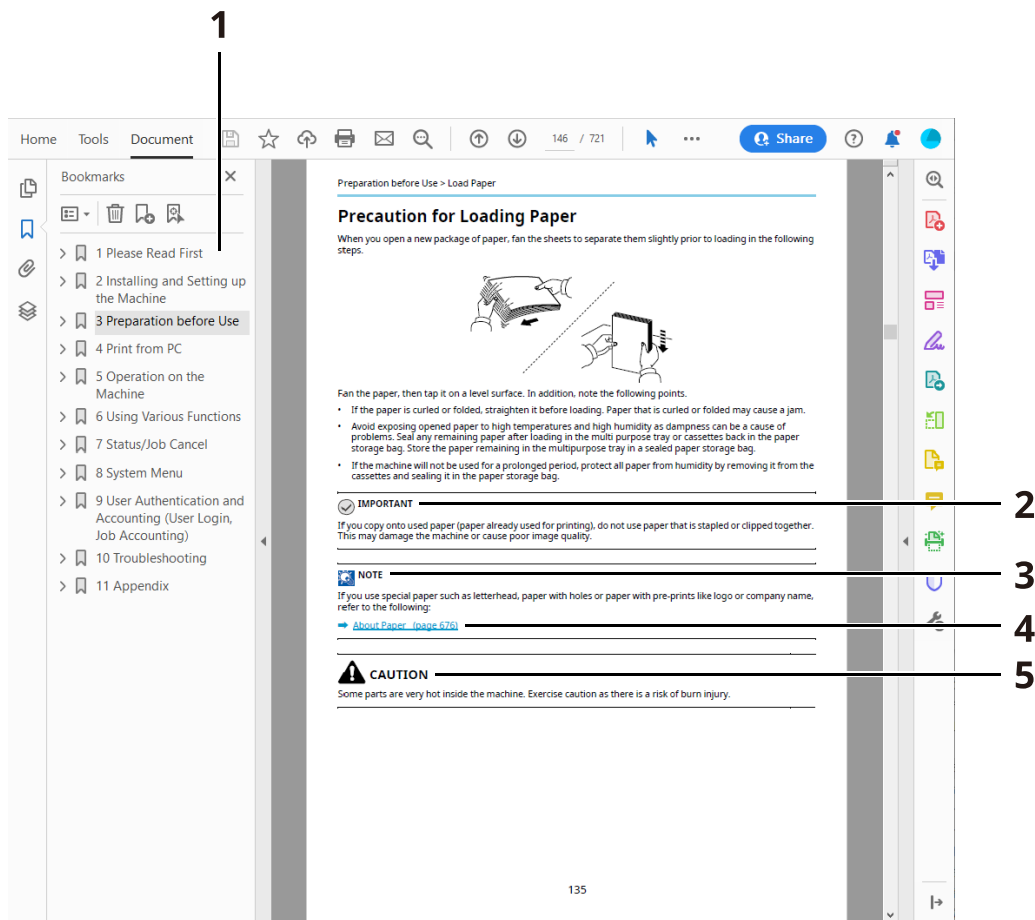 1
Home Tools Document 146 / 721 Share
Bookmarks
1 Please Read First
2 Installing and Setting up
the Machine
3 Preparation before Use
4 Print from PC
5 Operation on the
Machine
6 Using Various Functions
7 Status/Job Cancel
8 System Menu
9 User Authentication and
Accounting (User Login,
Job Accounting)
10 Troubleshooting
11 Appendix
Preparation before Use > Load Paper
Precaution for Loading Paper
When you open a new package of paper, fan the sheets to separate them slightly prior to loading in the following
steps.
Fan the paper, then tap it on a level surface. In addition, note the following points.
• If the paper is curled or folded, straighten it before loading. Paper that is curled or folded may cause a jam.
• Avoid exposing opened paper to high temperatures and high humidity as dampness can be a cause of
problems. Seal any remaining paper after loading in the multi purpose tray or cassettes back in the paper
storage bag. Store the paper remaining in the multipurpose tray in a sealed paper storage bag.
• If the machine will not be used for a prolonged period, protect all paper from humidity by removing it from the
cassettes and sealing it in the paper storage bag.
IMPORTANT
2
If you copy onto used paper (paper already used for printing), do not use paper that is stapled or clipped together.
This may damage the machine or cause poor image quality.
NOTE
3
If you use special paper such as letterhead, paper with holes or paper with pre-prints like logo or company name,
refer to the following:
About Paper (page 676)
4
CAUTION
5
Some parts are very hot inside the machine. Exercise caution as there is a risk of burn injury.
135